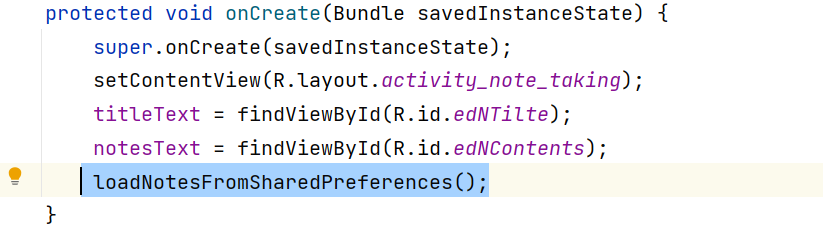 protected void onCreate(Bundle savedInstanceState) {
super.onCreate(savedInstanceState);
setContentView(R.layout.activity_note_taking);
titleText = findViewById(R.id.edNTilte);
notesText = findViewById(R.id.edNContents);
loadNotesFromSharedPreferences();
}